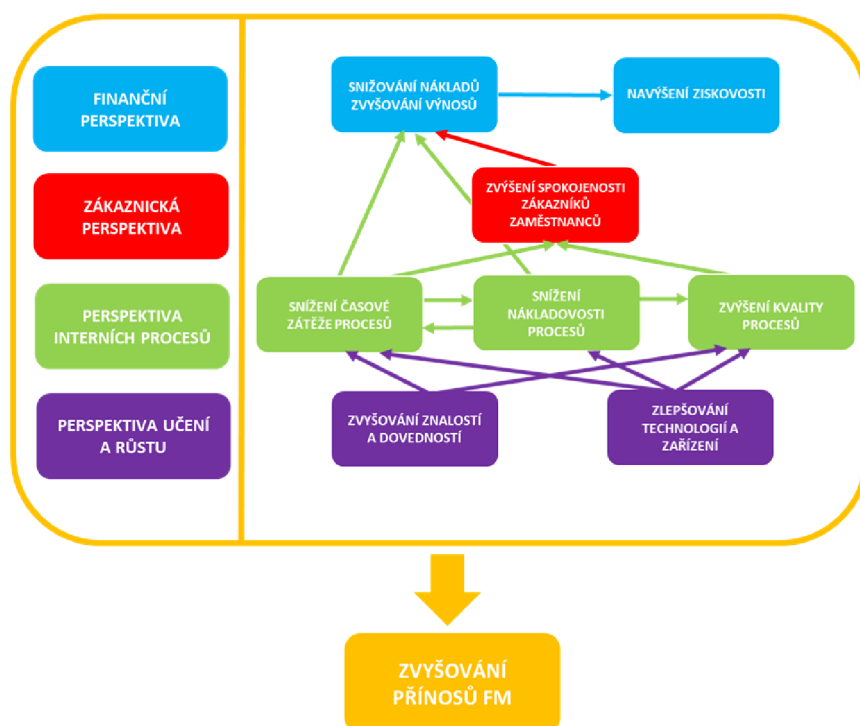 FINANČNÍ
PERSPEKTIVA
SNIŽOVÁNÍ NÁKLADŮ
ZVYŠOVÁNÍ VÝNOSŮ
NAVÝŠENÍ ZISKOVOSTI
ZÁKAZNICKÁ
PERSPEKTIVA
ZVÝŠENÍ SPOKOJENOSTI
ZÁKAZNÍKŮ
ZAMĚSTNANCŮ
PERSPEKTIVA
INTERNÍCH PROCESŮ
SNÍŽENÍ ČASOVÉ
ZÁTĚŽE PROCESŮ
SNÍŽENÍ
NÁKLADOVOSTI
PROCESŮ
ZVÝŠENÍ KVALITY
PROCESŮ
PERSPEKTIVA UČENÍ
A RŮSTU
ZVYŠOVÁNÍ ZNALOSTÍ
A DOVEDNOSTÍ
ZLEPŠOVÁNÍ
TECHNOLOGIÍ A
ZAŘÍZENÍ
ZVYŠOVÁNÍ
PŘÍNOSŮ FM